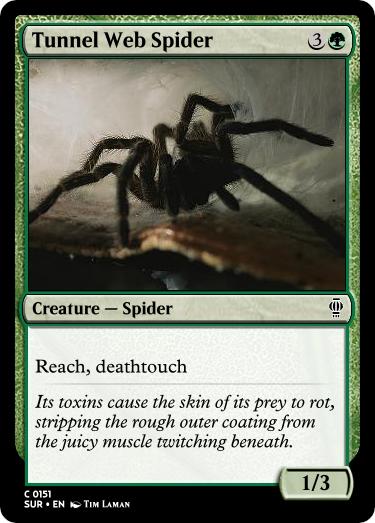 Tunnel Web Spider 3
Creature — Spider
Reach, deathtouch
Its toxins cause the skin of its prey to rot,
stripping the rough outer coating from
the juicy muscle twitching beneath.
1/3
C 0151
SUR • EN Tim Laman